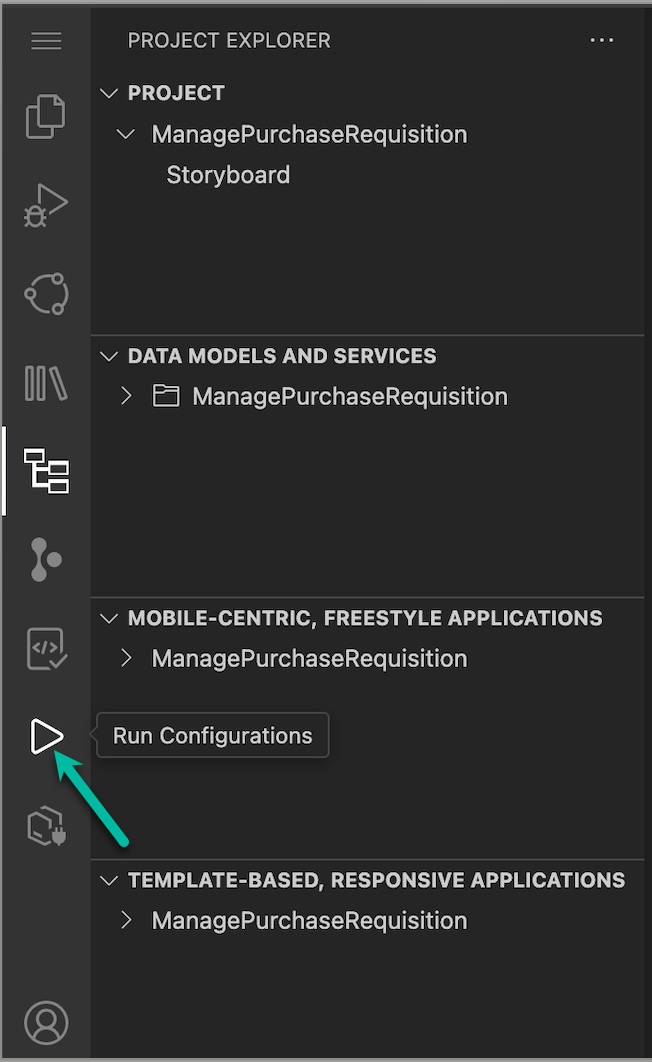 PROJECT EXPLORER
PROJECT
ManagePurchaseRequisition
Storyboard
DATA MODELS AND SERVICES
ManagePurchaseRequisition
MOBILE-CENTRIC, FREESTYLE APPLICATIONS
ManagePurchaseRequisition
Run Configurations
TEMPLATE-BASED, RESPONSIVE APPLICATIONS
ManagePurchaseRequisition